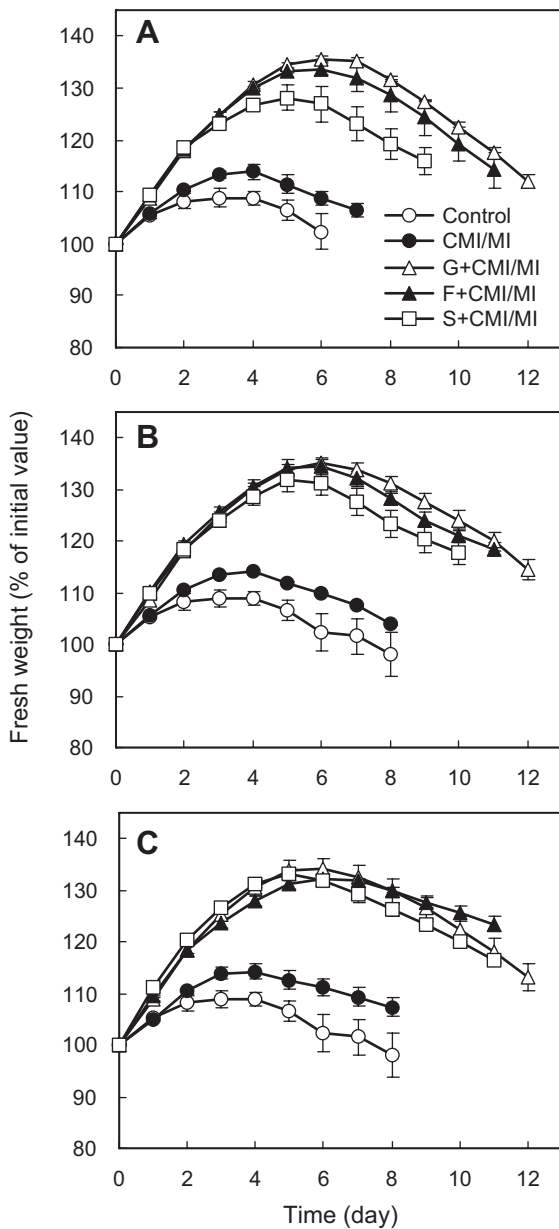 A
140
130
120
110
100
90
80
0 2 4 6 8 10 12
Control
CMI/MI
G+CMI/MI
F+CMI/MI
S+CMI/MI
B
140
130
120
110
100
90
80
0 2 4 6 8 10 12
Fresh weight (% of initial value)
C
140
130
120
110
100
90
80
0 2 4 6 8 10 12
Time (day)